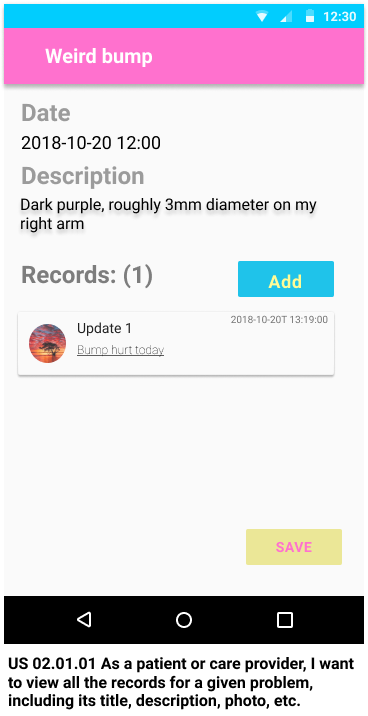 12:30
Weird bump
Date
2018-10-20 12:00
Description
Dark purple, roughly 3mm diameter on my
right arm
Records: (1)
Add
2018-10-20T 13:19:00
Update 1
Bump hurt today
SAVE
US 02.01.01 As a patient or care provider, I want
to view all the records for a given problem,
including its title, description, photo, etc.